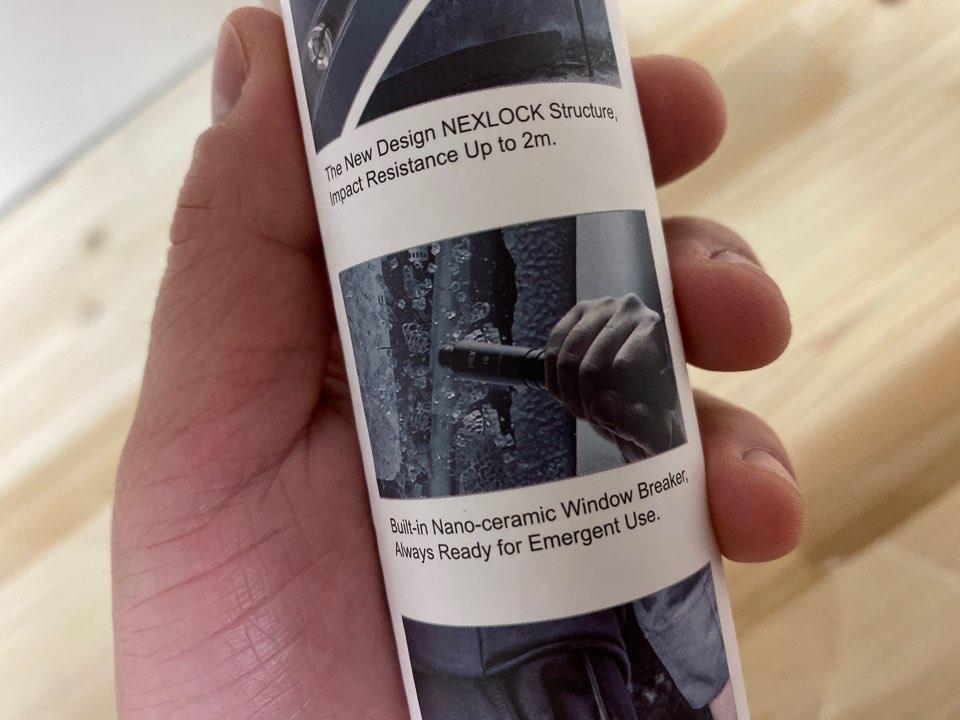 The New Design NEXLOCK Structure,
Impact Resistance Up to 2m.
Built-in Nano-ceramic Window Breaker,
Always Ready for Emergent Use.